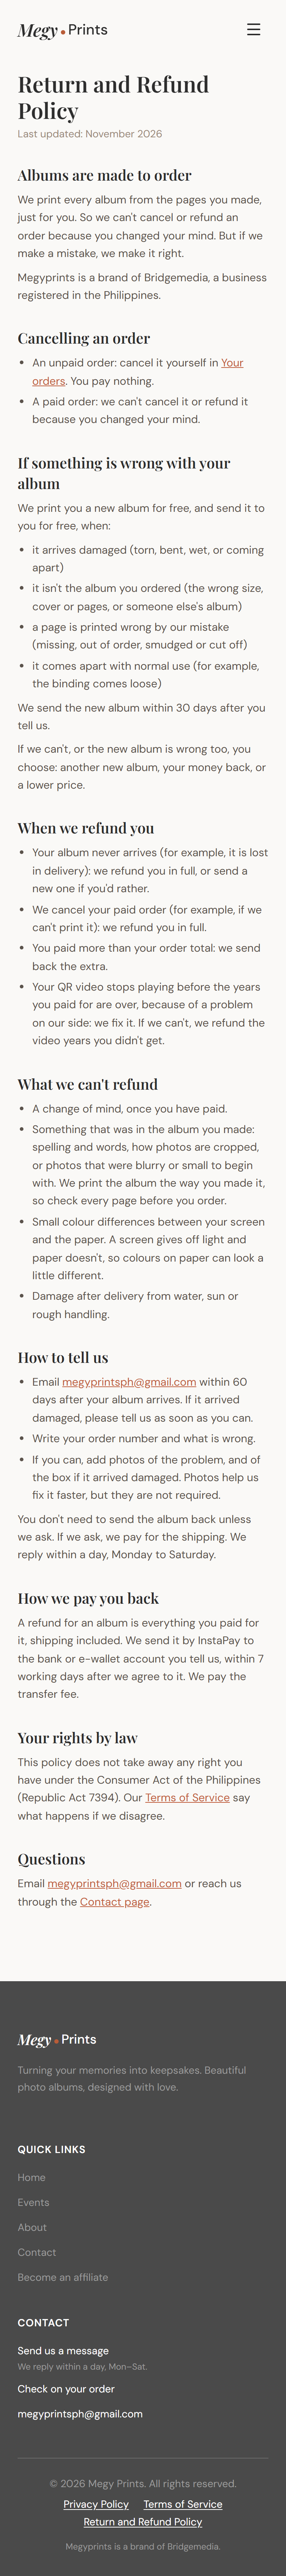 Megy • Prints
Return and Refund
Policy
Last updated: November 2026
Albums are made to order
We print every album from the pages you made,
just for you. So we can't cancel or refund an
order because you changed your mind. But if we
make a mistake, we make it right.
Megyprints is a brand of Bridgemedia, a business
registered in the Philippines.
Cancelling an order
• An unpaid order: cancel it yourself in Your
orders. You pay nothing.
• A paid order: we can't cancel it or refund it
because you changed your mind.
If something is wrong with your
album
We print you a new album for free, and send it to
you for free, when:
• it arrives damaged (torn, bent, wet, or coming
apart)
• it isn't the album you ordered (the wrong size,
cover or pages, or someone else's album)
• a page is printed wrong by our mistake
(missing, out of order, smudged or cut off)
• it comes apart with normal use (for example,
the binding comes loose)
We send the new album within 30 days after you
tell us.
If we can't, or the new album is wrong too, you
choose: another new album, your money back, or
a lower price.
When we refund you
• Your album never arrives (for example, it is lost
in delivery): we refund you in full, or send a
new one if you'd rather.
• We cancel your paid order (for example, if we
can't print it): we refund you in full.
• You paid more than your order total: we send
back the extra.
• Your QR video stops playing before the years
you paid for are over, because of a problem
on our side: we fix it. If we can't, we refund the
video years you didn't get.
What we can't refund
• A change of mind, once you have paid.
• Something that was in the album you made:
spelling and words, how photos are cropped,
or photos that were blurry or small to begin
with. We print the album the way you made it,
so check every page before you order.
• Small colour differences between your screen
and the paper. A screen gives off light and
paper doesn't, so colours on paper can look a
little different.
• Damage after delivery from water, sun or
rough handling.
How to tell us
• Email megyprintsph@gmail.com within 60
days after your album arrives. If it arrived
damaged, please tell us as soon as you can.
• Write your order number and what is wrong.
• If you can, add photos of the problem, and of
the box if it arrived damaged. Photos help us
fix it faster, but they are not required.
You don't need to send the album back unless
we ask. If we ask, we pay for the shipping. We
reply within a day, Monday to Saturday.
How we pay you back
A refund for an album is everything you paid for
it, shipping included. We send it by InstaPay to
the bank or e-wallet account you tell us, within 7
working days after we agree to it. We pay the
transfer fee.
Your rights by law
This policy does not take away any right you
have under the Consumer Act of the Philippines
(Republic Act 7394). Our Terms of Service say
what happens if we disagree.
Questions
Email megyprintsph@gmail.com or reach us
through the Contact page.
Megy • Prints
Turning your memories into keepsakes. Beautiful
photo albums, designed with love.
QUICK LINKS
Home
Events
About
Contact
Become an affiliate
CONTACT
Send us a message
We reply within a day, Mon–Sat.
Check on your order
megyprintsph@gmail.com
© 2026 Megy Prints. All rights reserved.
Privacy Policy Terms of Service
Return and Refund Policy
Megyprints is a brand of Bridgemedia.